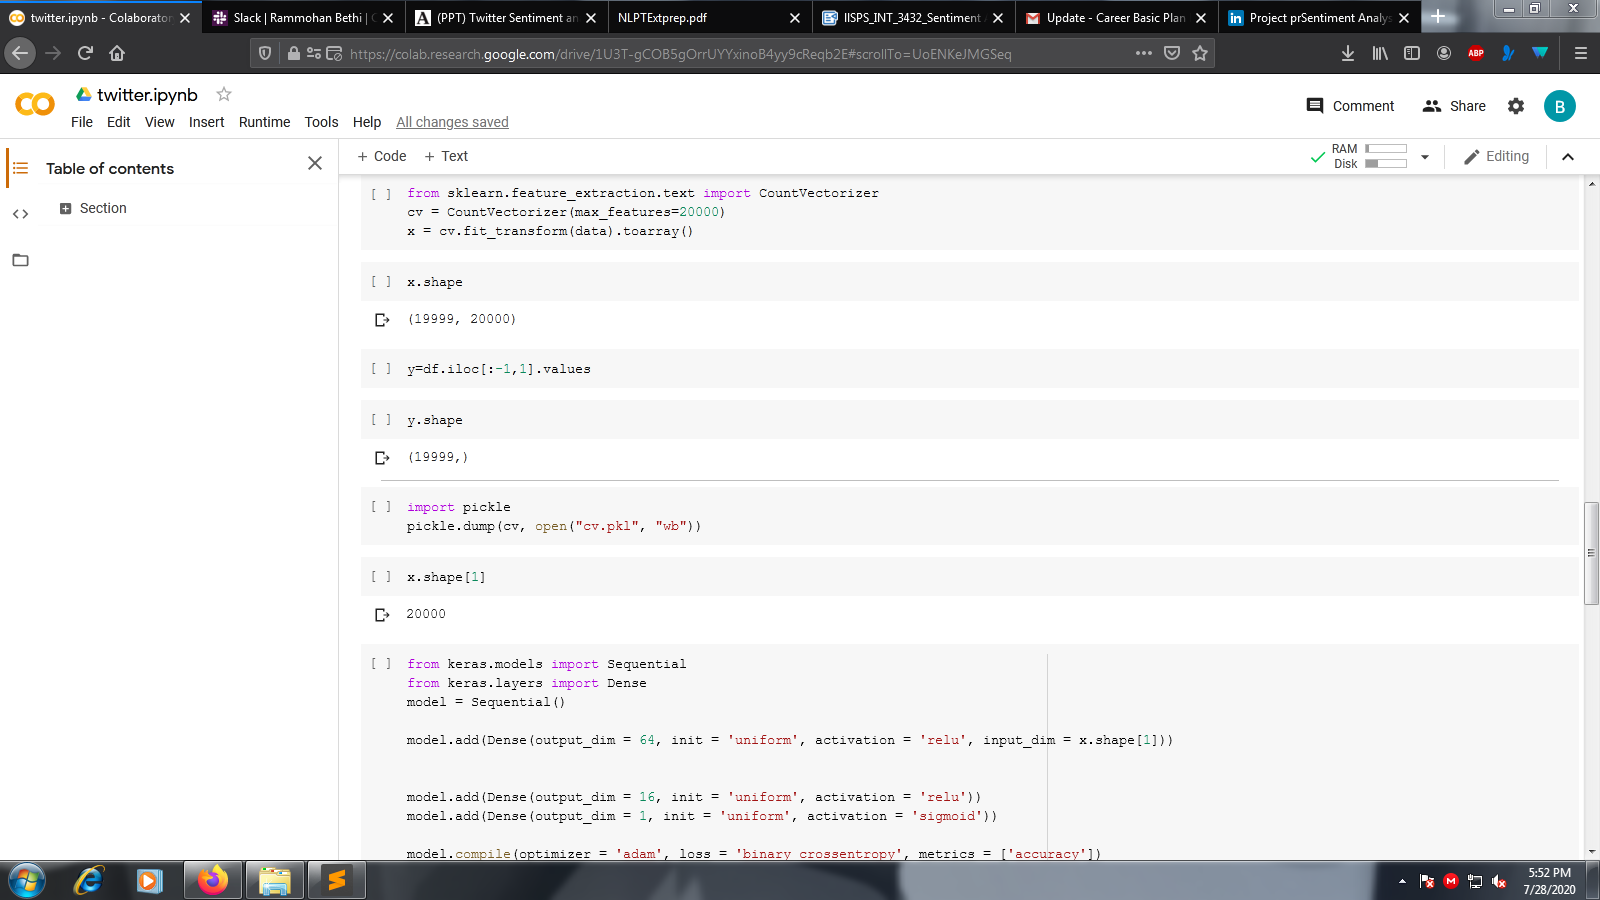 twitter.ipynb - Colaborator
Slack | Rammohan Bethi |
(PPT) Twitter Sentiment an
NLPTExtprep.pdf
IISPS_INT_3432_Sentiment
Update - Career Basic Plan
Project prSentiment Analys
https://colab.research.google.com/drive/1U3T-gCOB5gOrrUYYxinoB4yy9cReqb2E#scrollTo=UoENKeJMGSeq
ABP
twitter.ipynb
Comment
Share
B
File Edit View Insert Runtime Tools Help All changes saved
Table of contents
Section
+ Code + Text
RAM
Disk
Editing
[ ] from sklearn.feature_extraction.text import CountVectorizer
cv = CountVectorizer(max_features=20000)
x = cv.fit_transform(data).toarray()
[ ] x.shape
(19999, 20000)
[ ] y=df.iloc[:-1,1].values
[ ] y.shape
(19999,)
[ ] import pickle
pickle.dump(cv, open("cv.pkl", "wb"))
[ ] x.shape[1]
20000
[ ] from keras.models import Sequential
from keras.layers import Dense
model = Sequential()
model.add(Dense(output_dim = 64, init = 'uniform', activation = 'relu', input_dim = x.shape[1]))
model.add(Dense(output_dim = 16, init = 'uniform', activation = 'relu'))
model.add(Dense(output_dim = 1, init = 'uniform', activation = 'sigmoid'))
model.compile(optimizer = 'adam', loss = 'binary_crossentropy', metrics = ['accuracy'])
5:52 PM
7/28/2020